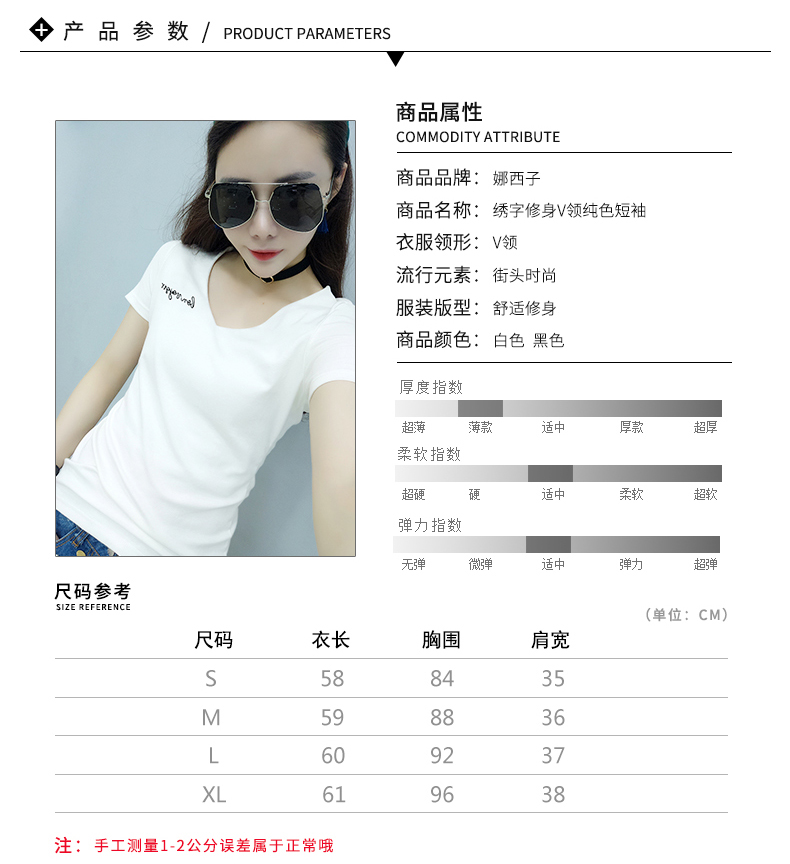 产品参数 / PRODUCT PARAMETERS
商品属性
COMMODITY ATTRIBUTE
商品品牌： 娜西子
商品名称： 绣字修身V领纯色短袖
衣服领形： V领
流行元素： 街头时尚
服装版型： 舒适修身
商品颜色： 白色 黑色
厚度指数
超薄 薄款 适中 厚款 超厚
柔软指数
超硬 硬 适中 柔软 超软
弹力指数
无弹 微弹 适中 弹力 超弹
尺码参考
SIZE REFERENCE
（单位：CM）
尺码 衣长 胸围 肩宽
S 58 84 35
M 59 88 36
L 60 92 37
XL 61 96 38
注：手工测量1-2公分误差属于正常哦